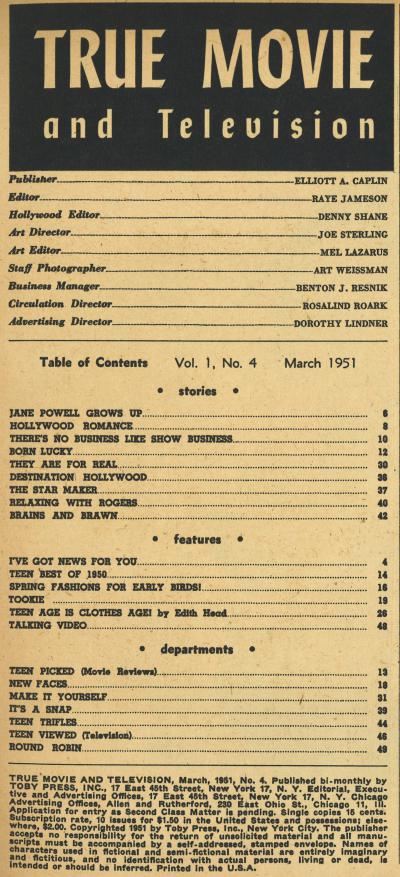 TRUE MOVIE
and Television
Publisher ELLIOTT A. CAPLIN
Editor RAYE JAMESON
Hollywood Editor DENNY SHANE
Art Director JOE STERLING
Art Editor MEL LAZARUS
Staff Photographer ART WEISSMAN
Business Manager BENTON J. RESNIK
Circulation Director ROSALIND ROARK
Advertising Director DOROTHY LINDNER
Table of Contents Vol. 1, No. 4 March 1951
• stories •
JANE POWELL GROWS UP 6
HOLLYWOOD ROMANCE 8
THERE'S NO BUSINESS LIKE SHOW BUSINESS 10
BORN LUCKY 12
THEY ARE FOR REAL 30
DESTINATION HOLLYWOOD 36
THE STAR MAKER 37
RELAXING WITH ROGERS 40
BRAINS AND BRAWN 42
• features •
I'VE GOT NEWS FOR YOU 4
TEEN BEST OF 1950 14
SPRING FASHIONS FOR EARLY BIRDS! 16
TOOKIE 19
TEEN AGE IS CLOTHES AGE! by Edith Head 26
TALKING VIDEO 48
• departments •
TEEN PICKED (Movie Reviews) 13
NEW FACES 18
MAKE IT YOURSELF 31
IT'S A SNAP 39
TEEN TRIFLES 44
TEEN VIEWED (Television) 46
ROUND ROBIN 49
TRUE MOVIE AND TELEVISION, March, 1951, No. 4. Published bi-monthly by
TOBY PRESS, INC., 17 East 45th Street, New York 17, N. Y. Editorial, Execu-
tive and Advertising Offices, 17 East 45th Street, New York 17, N. Y. Chicago
Advertising Offices, Allen and Rutherford, 230 East Ohio St., Chicago 11, Ill.
Application for entry as Second Class Matter is pending. Single copies 15 cents.
Subscription rate, 10 issues for $1.50 in the United States and possessions; else-
where, $2.00. Copyrighted 1951 by Toby Press, Inc., New York City. The publisher
accepts no responsibility for the return of unsolicited material and all manu-
scripts must be accompanied by a self-addressed, stamped envelope. Names of
characters used in fictional and semi-fictional material are entirely imaginary
and fictitious, and no identification with actual persons, living or dead, is
intended or should be inferred. Printed in the U.S.A.